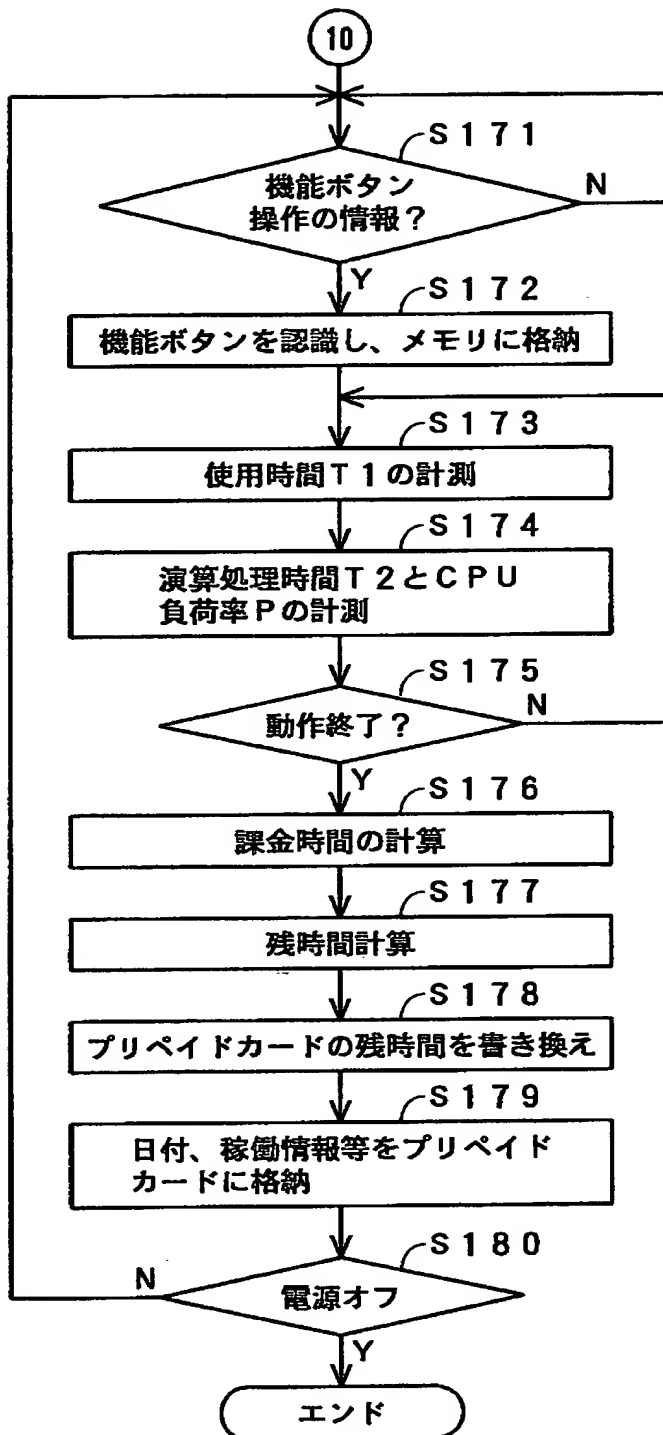 10
S171
機能ボタン
操作の情報？
N
Y
S172
機能ボタンを認識し、メモリに格納
S173
使用時間T1の計測
S174
演算処理時間T2とCPU
負荷率Pの計測
S175
動作終了？
N
Y
S176
課金時間の計算
S177
残時間計算
S178
プリペイドカードの残時間を書き換え
S179
日付、稼働情報等をプリペイド
カードに格納
S180
N
電源オフ
Y
エンド